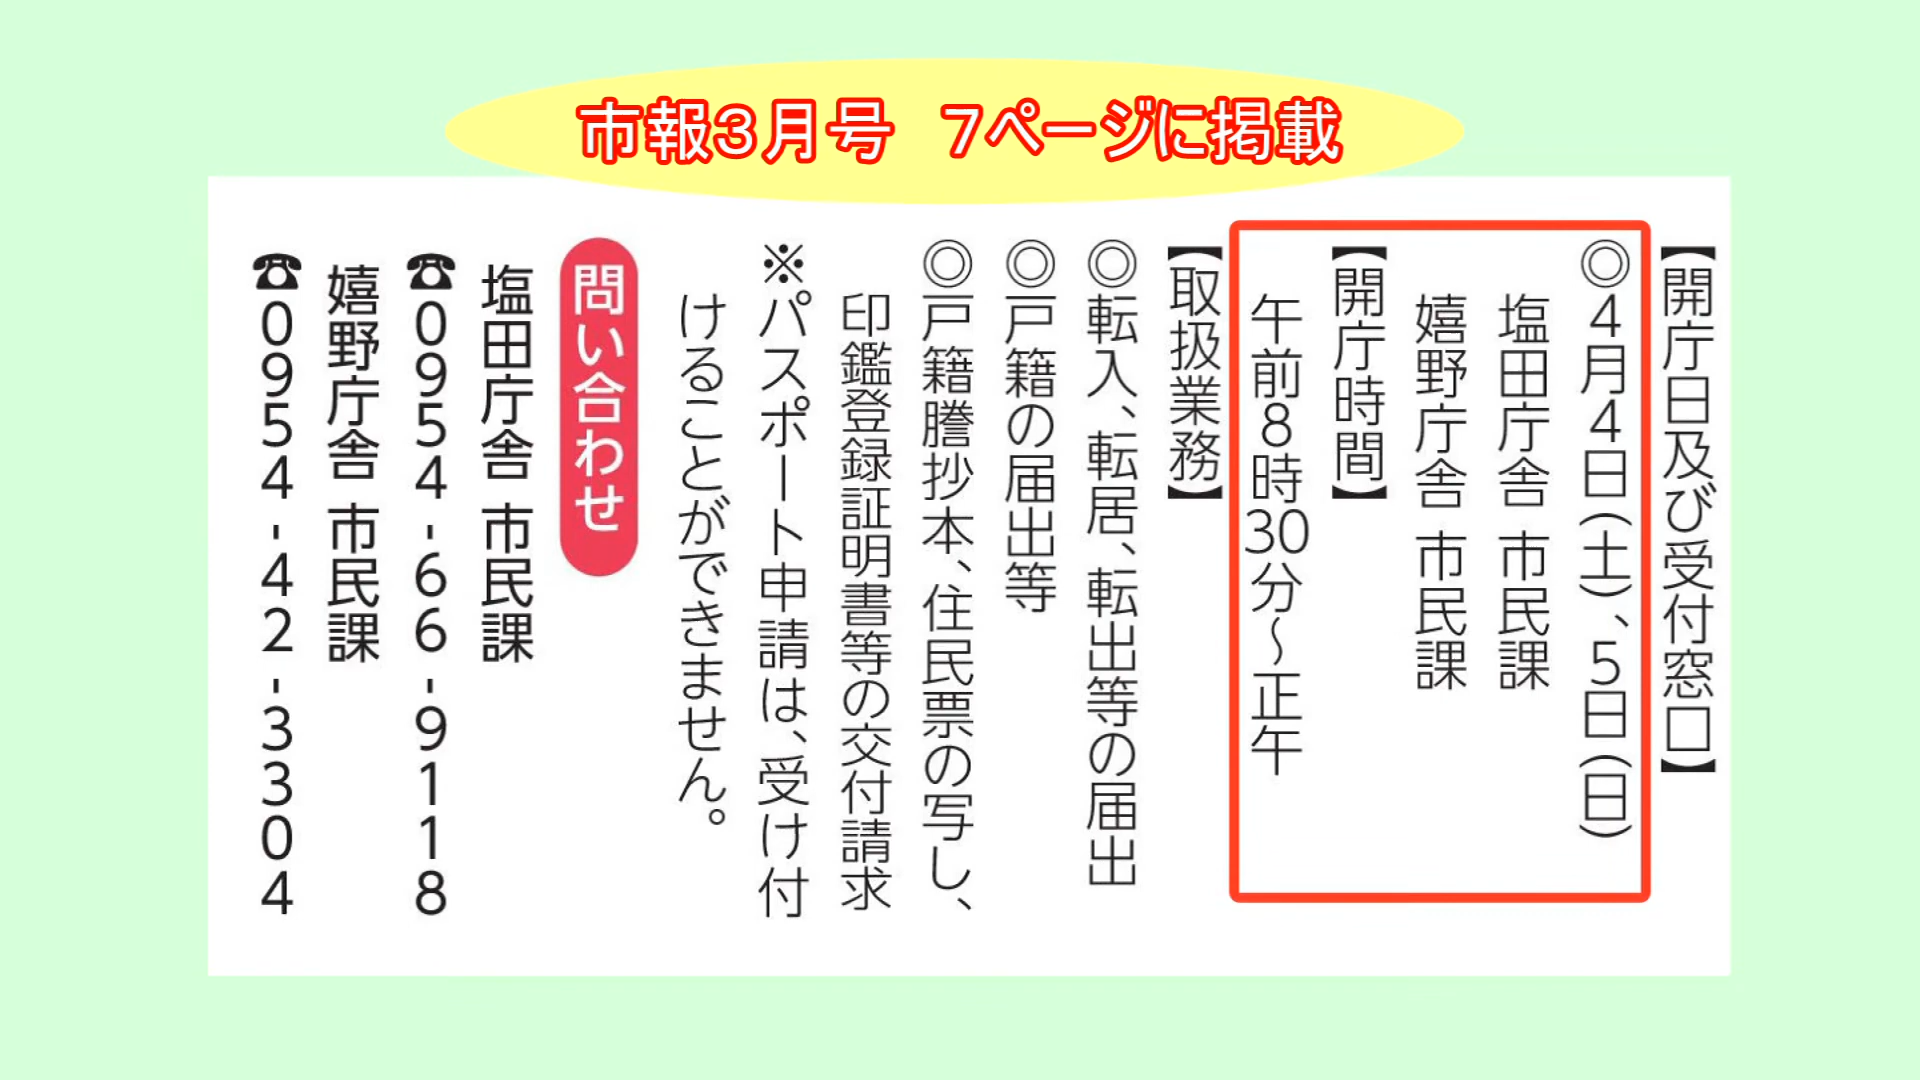 市報3月号　7ページに掲載
【開庁日及び受付窓口】
◎4月4日(土)、5日(日)
塩田庁舎 市民課
嬉野庁舎 市民課
【開庁時間】
午前8時30分～正午
【取扱業務】
◎転入、転居、転出等の届出
◎戸籍の届出等
◎戸籍謄抄本、住民票の写し、
印鑑登録証明書等の交付請求
※パスポート申請は、受け付
けることができません。
問い合わせ
塩田庁舎 市民課
☎0954-66-9118
嬉野庁舎 市民課
☎0954-42-3304